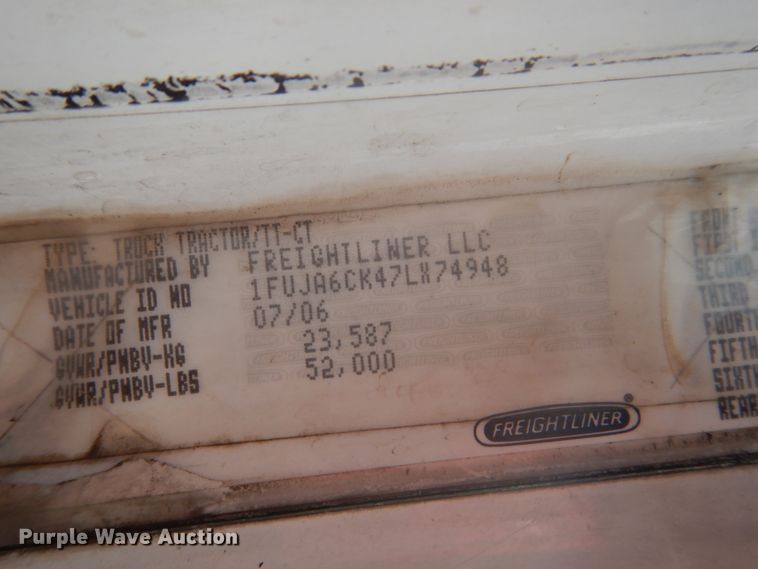 TYPE: TRUCK TRACTOR/TT-CT
MANUFACTURED BY FREIGHTLINER LLC
VEHICLE ID NO 1FUJA6CK47LX74948
DATE OF MFR 07/06
GVWR/PNBV-KG 23,587
GVWR/PNBV-LBS 52,000
FREIGHTLINER®
FRONT
FIRST
SECOND
THIRD
FOURTH
FIFTH
SIXTH
REAR
Purple Wave Auction